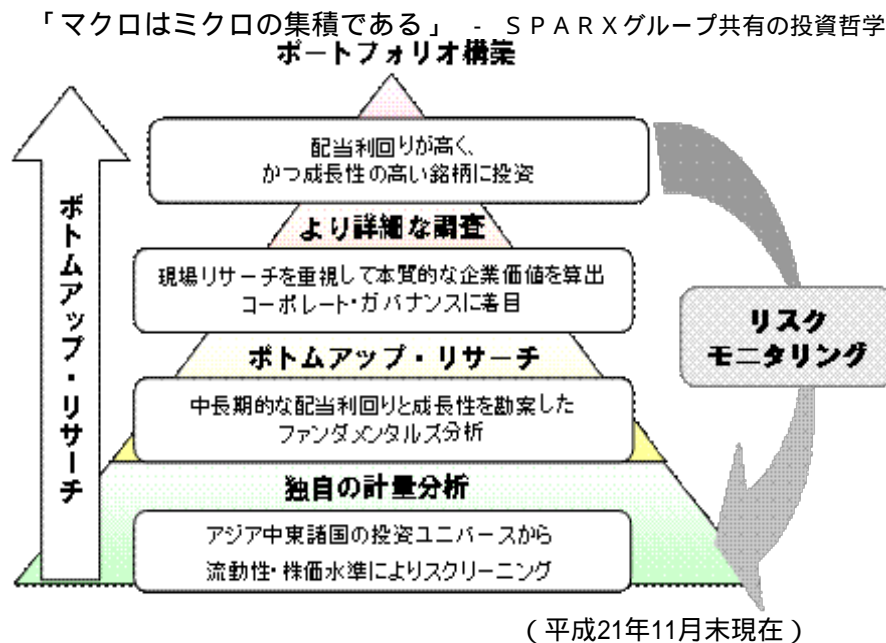 「マクロはミクロの集積である」 - ＳＰＡＲＸグループ共有の投資哲学
ポートフォリオ構築
配当利回りが高く、
かつ成長性の高い銘柄に投資
より詳細な調査
現場リサーチを重視して本質的な企業価値を算出
コーポレート・ガバナンスに着目
ボトムアップ・リサーチ
中長期的な配当利回りと成長性を勘案した
ファンダメンタルズ分析
独自の計量分析
アジア中東諸国の投資ユニバースから
流動性・株価水準によりスクリーニング
ボトムアップ・リサーチ
リスク
モニタリング
（平成21年11月末現在）